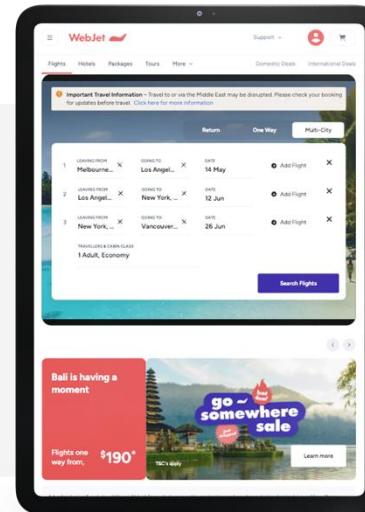 WebJet
Support
Flights Hotels Packages Tours More
Domestic Deals International Deals
Important Travel Information – Travel to or via the Middle East may be disrupted. Please check your booking
for updates before travel. Click here for more information
Return One Way Multi-City
1 LEAVING FROM Melbourne... GOING TO Los Angel... DATE 14 May Add Flight
2 LEAVING FROM Los Angel... GOING TO New York, ... DATE 12 Jun Add Flight
3 LEAVING FROM New York, ... GOING TO Vancouver... DATE 26 Jun Add Flight
TRAVELLERS & CABIN CLASS
1 Adult, Economy
Search Flights
Bali is having a
moment
Flights one
way from,
$190*
go ~
somewhere
sale
T&C's apply
Learn more